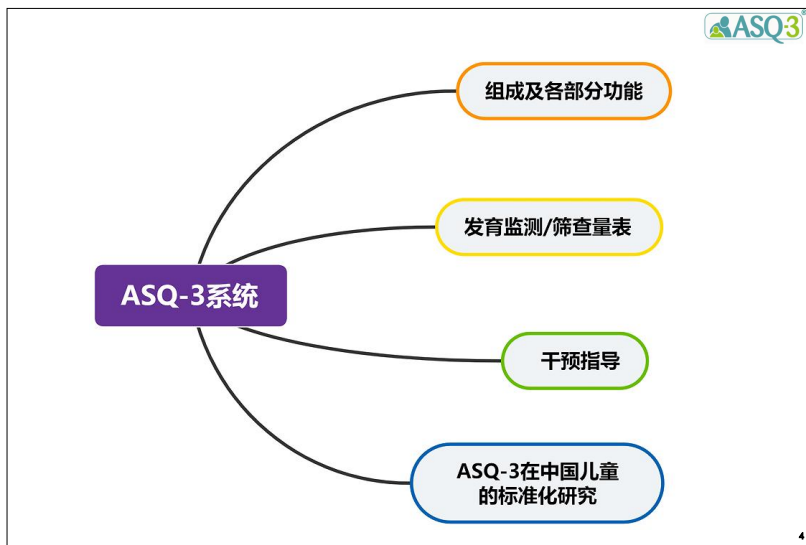 ASQ-3®
组成及各部分功能
发育监测/筛查量表
ASQ-3系统
干预指导
ASQ-3在中国儿童
的标准化研究
4